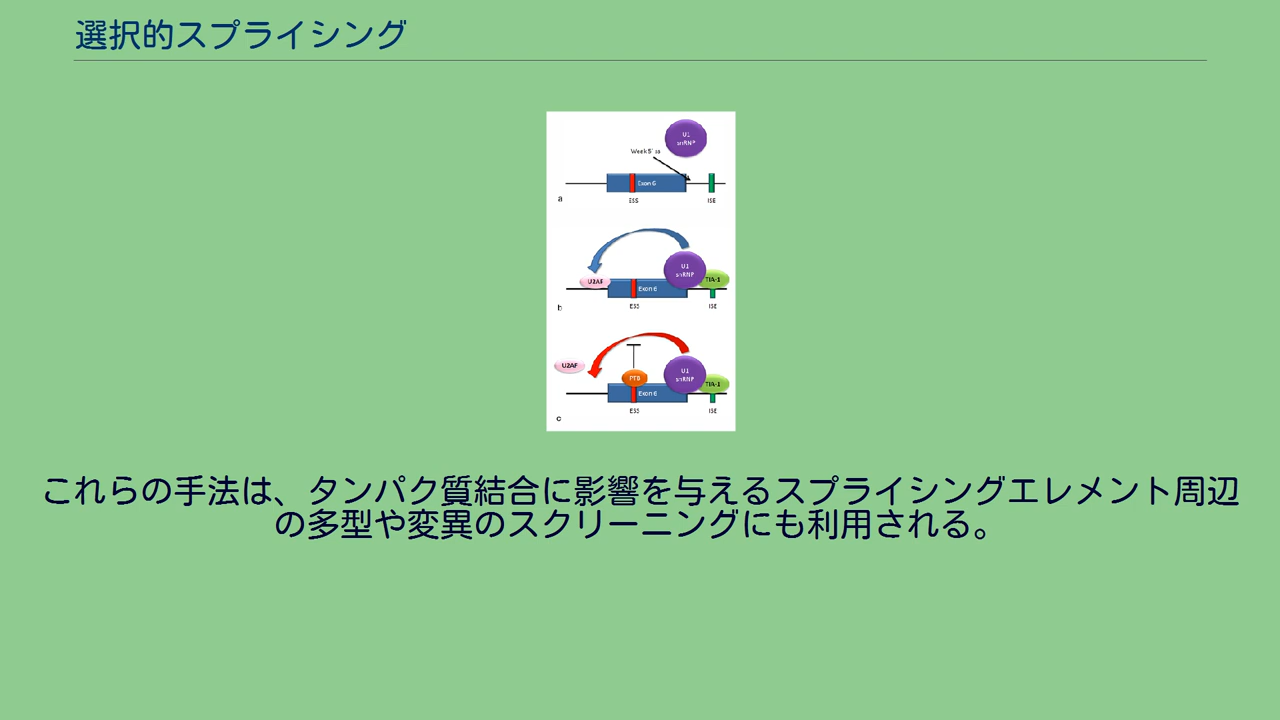 選択的スプライシング
U1
snRNP
Week 5' ss
Exon 6
a
ESS
ISE
U1
snRNP
U2AF
TIA-1
Exon 6
b
ESS
ISE
U2AF
U1
snRNP
PTB
TIA-1
Exon 6
c
ESS
ISE
これらの手法は、タンパク質結合に影響を与えるスプライシングエレメント周辺
の多型や変異のスクリーニングにも利用される。